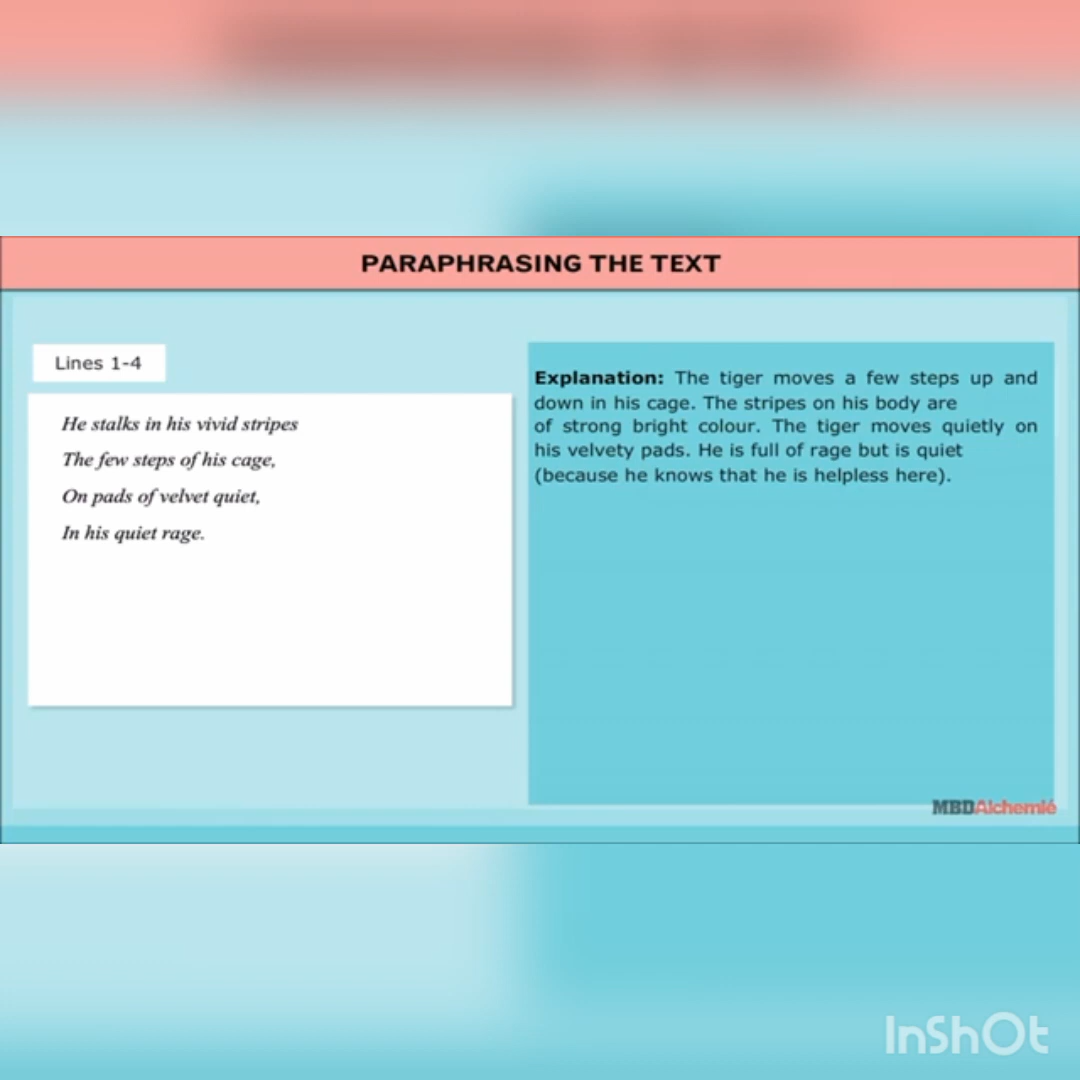 PARAPHRASING THE TEXT
Lines 1-4
He stalks in his vivid stripes
The few steps of his cage,
On pads of velvet quiet,
In his quiet rage.
Explanation: The tiger moves a few steps up and
down in his cage. The stripes on his body are
of strong bright colour. The tiger moves quietly on
his velvety pads. He is full of rage but is quiet
(because he knows that he is helpless here).
MBDAlchemié
InShOt